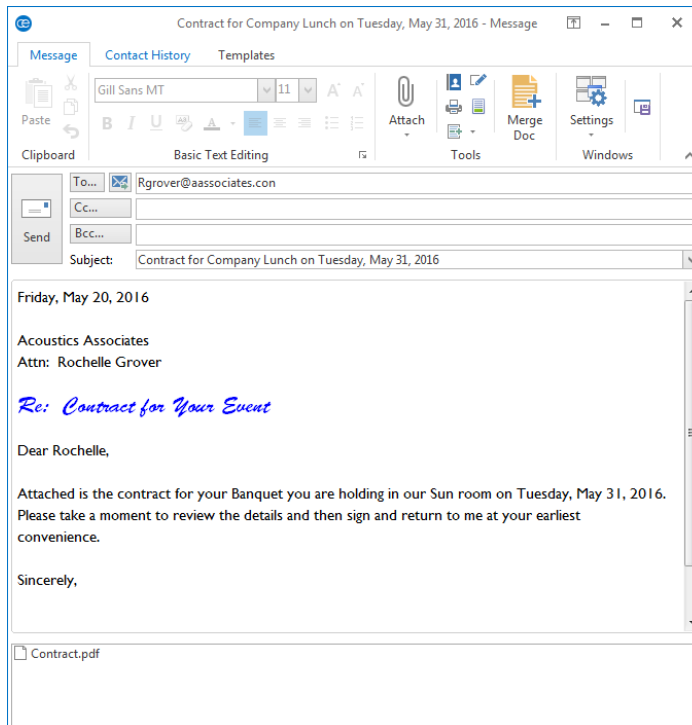 Contract for Company Lunch on Tuesday, May 31, 2016 - Message
Message Contact History Templates
Gill Sans MT 11 A A
B I U A
Paste Attach Merge Doc Settings
Clipboard Basic Text Editing Tools Windows
To... Rgrover@aassociates.con
Cc...
Bcc...
Send
Subject: Contract for Company Lunch on Tuesday, May 31, 2016
Friday, May 20, 2016
Acoustics Associates
Attn: Rochelle Grover
Re: Contract for Your Event
Dear Rochelle,
Attached is the contract for your Banquet you are holding in our Sun room on Tuesday, May 31, 2016.
Please take a moment to review the details and then sign and return to me at your earliest
convenience.
Sincerely,
Contract.pdf